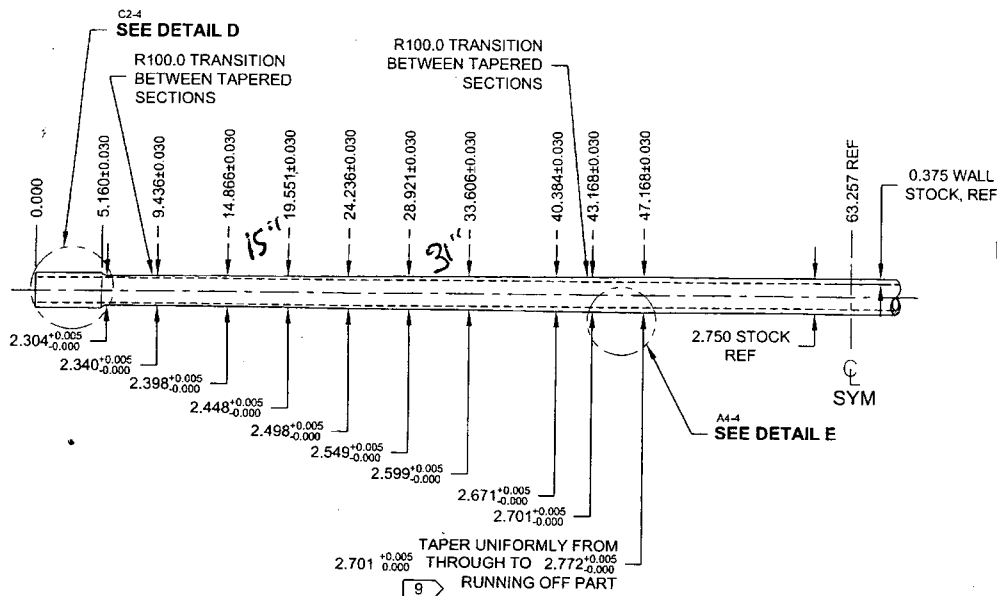 C2-4
SEE DETAIL D
R100.0 TRANSITION
BETWEEN TAPERED
SECTIONS
R100.0 TRANSITION
BETWEEN TAPERED
SECTIONS
0.000
5.160±0.030
9.436±0.030
14.866±0.030
19.551±0.030
24.236±0.030
28.921±0.030
33.606±0.030
40.384±0.030
43.168±0.030
47.168±0.030
63.257 REF
0.375 WALL
STOCK, REF
15"
31"
2.304 +0.005 -0.000
2.340 +0.005 -0.000
2.398 +0.005 -0.000
2.448 +0.005 -0.000
2.498 +0.005 -0.000
2.549 +0.005 -0.000
2.599 +0.005 -0.000
2.671 +0.005 -0.000
2.701 +0.005 -0.000
2.750 STOCK
REF
CL
SYM
A4-4
SEE DETAIL E
TAPER UNIFORMLY FROM
2.701 +0.005 0.000 THROUGH TO 2.772 +0.005 -0.000
RUNNING OFF PART
9